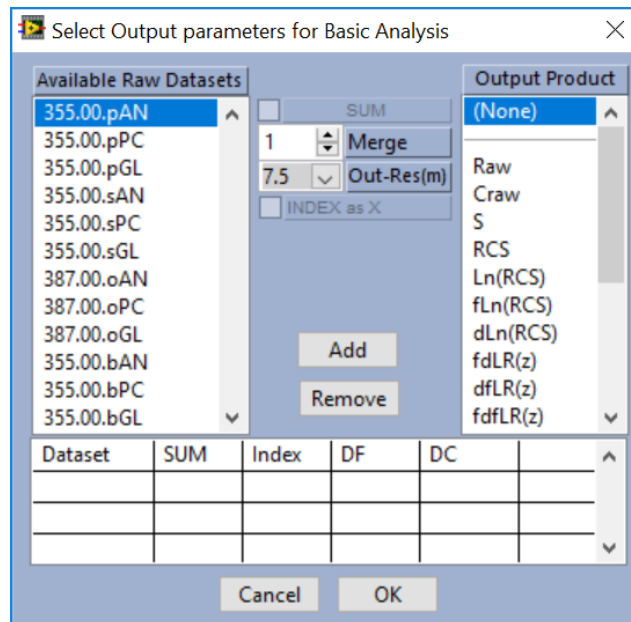 Select Output parameters for Basic Analysis
Available Raw Datasets
355.00.pAN
355.00.pPC
355.00.pGL
355.00.sAN
355.00.sPC
355.00.sGL
387.00.oAN
387.00.oPC
387.00.oGL
355.00.bAN
355.00.bPC
355.00.bGL
SUM
1 Merge
7.5 Out-Res(m)
INDEX as X
Add
Remove
Output Product
(None)
Raw
Craw
S
RCS
Ln(RCS)
fLn(RCS)
dLn(RCS)
fdLR(z)
dfLR(z)
fdfLR(z)
Dataset SUM Index DF DC
Cancel OK